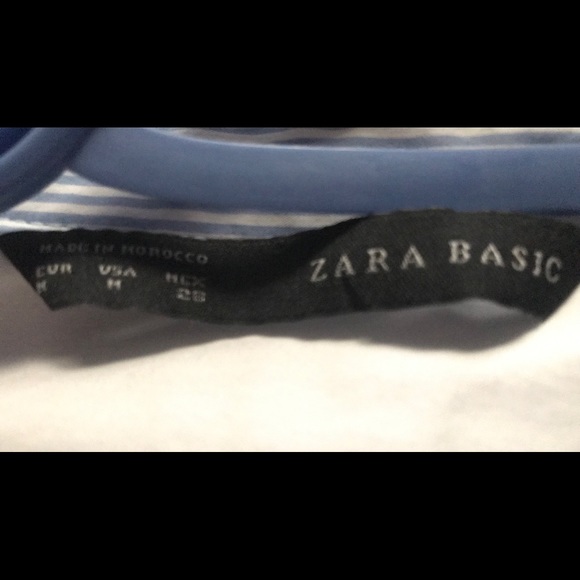 MADE IN MOROCCO
EUR USA MEX
M M 28
ZARA BASIC